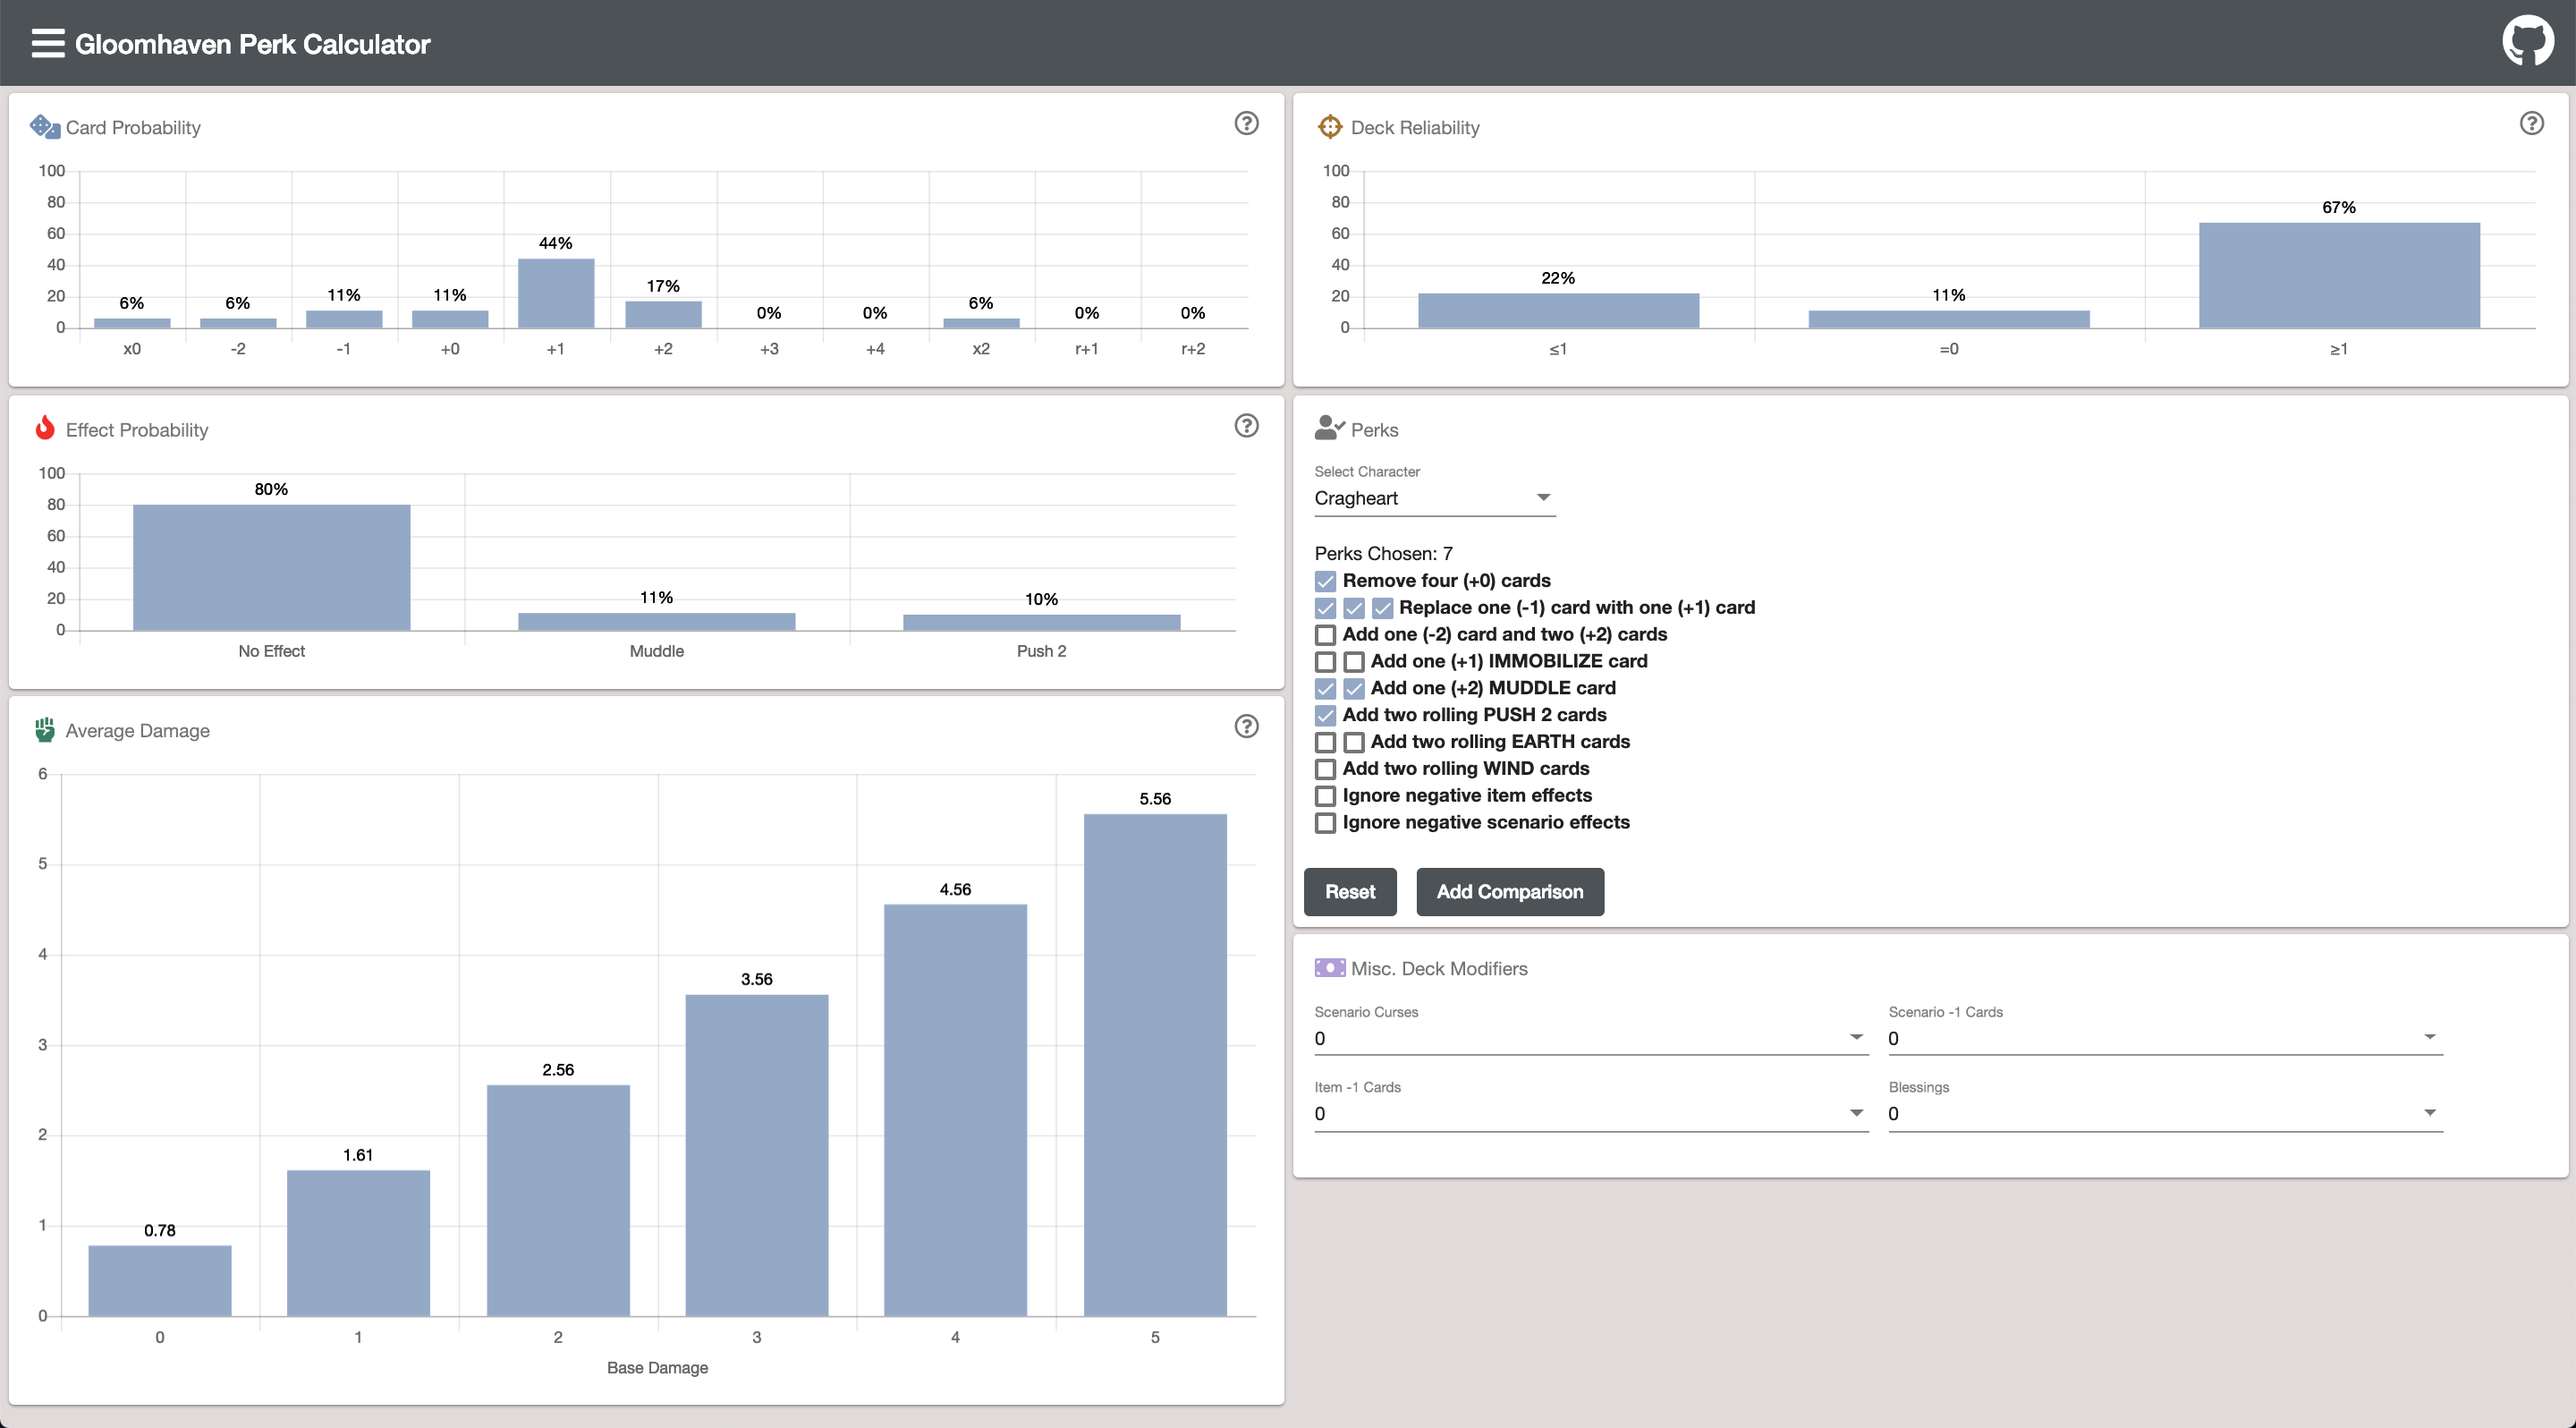 Gloomhaven Perk Calculator
Card Probability
100
80
60
40
20
0
6%
6%
11%
11%
44%
17%
0%
0%
6%
0%
0%
x0
-2
-1
+0
+1
+2
+3
+4
x2
r+1
r+2
Deck Reliability
100
80
60
40
20
0
22%
11%
67%
≤1
=0
≥1
Effect Probability
100
80
60
40
20
0
80%
11%
10%
No Effect
Muddle
Push 2
Average Damage
6
5
4
3
2
1
0
0.78
1.61
2.56
3.56
4.56
5.56
0
1
2
3
4
5
Base Damage
Perks
Select Character
Cragheart
Perks Chosen: 7
Remove four (+0) cards
Replace one (-1) card with one (+1) card
Add one (-2) card and two (+2) cards
Add one (+1) IMMOBILIZE card
Add one (+2) MUDDLE card
Add two rolling PUSH 2 cards
Add two rolling EARTH cards
Add two rolling WIND cards
Ignore negative item effects
Ignore negative scenario effects
Reset
Add Comparison
Misc. Deck Modifiers
Scenario Curses
0
Scenario -1 Cards
0
Item -1 Cards
0
Blessings
0